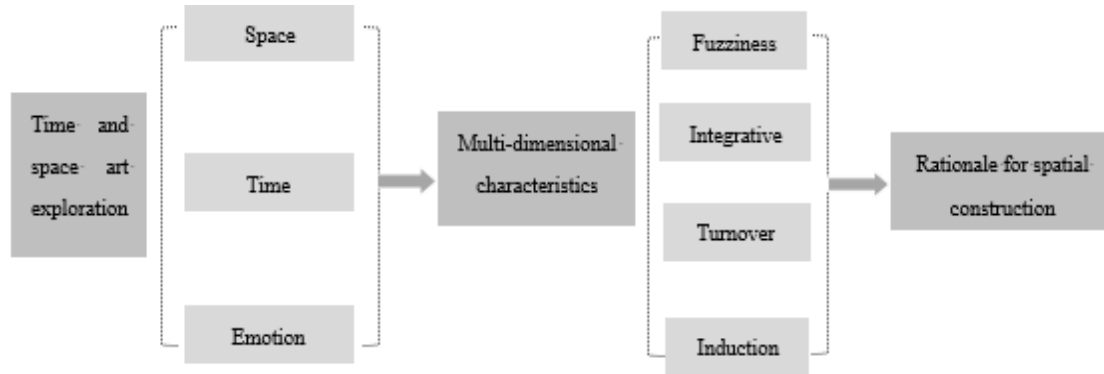 Time and
space art
exploration
Space
Time
Emotion
Multi-dimensional
characteristics
Fuzziness
Integrative
Turnover
Induction
Rationale for spatial
construction